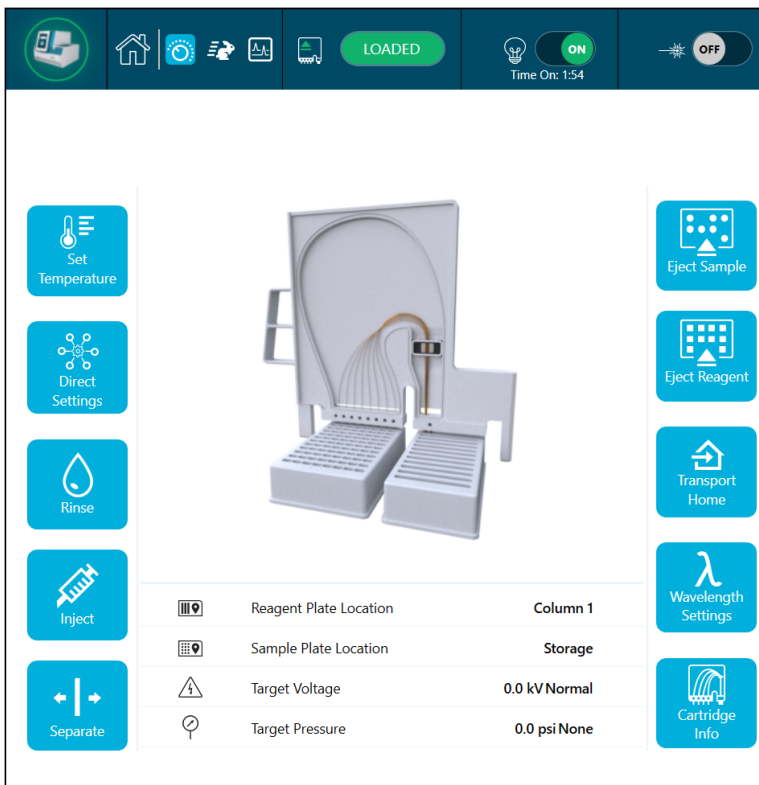 LOADED
ON
Time On: 1:54
OFF
Set
Temperature
Direct
Settings
Rinse
Inject
Separate
Reagent Plate Location Column 1
Sample Plate Location Storage
Target Voltage 0.0 kV Normal
Target Pressure 0.0 psi None
Eject Sample
Eject Reagent
Transport
Home
λ
Wavelength
Settings
Cartridge
Info